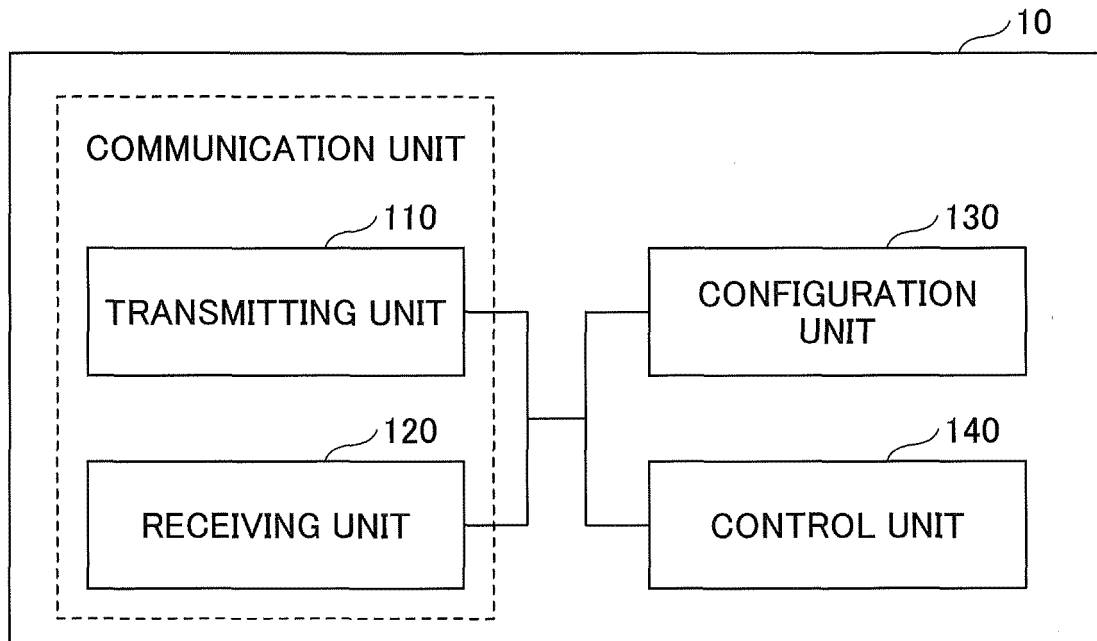 10
COMMUNICATION UNIT
110
TRANSMITTING UNIT
120
RECEIVING UNIT
130
CONFIGURATION
UNIT
140
CONTROL UNIT